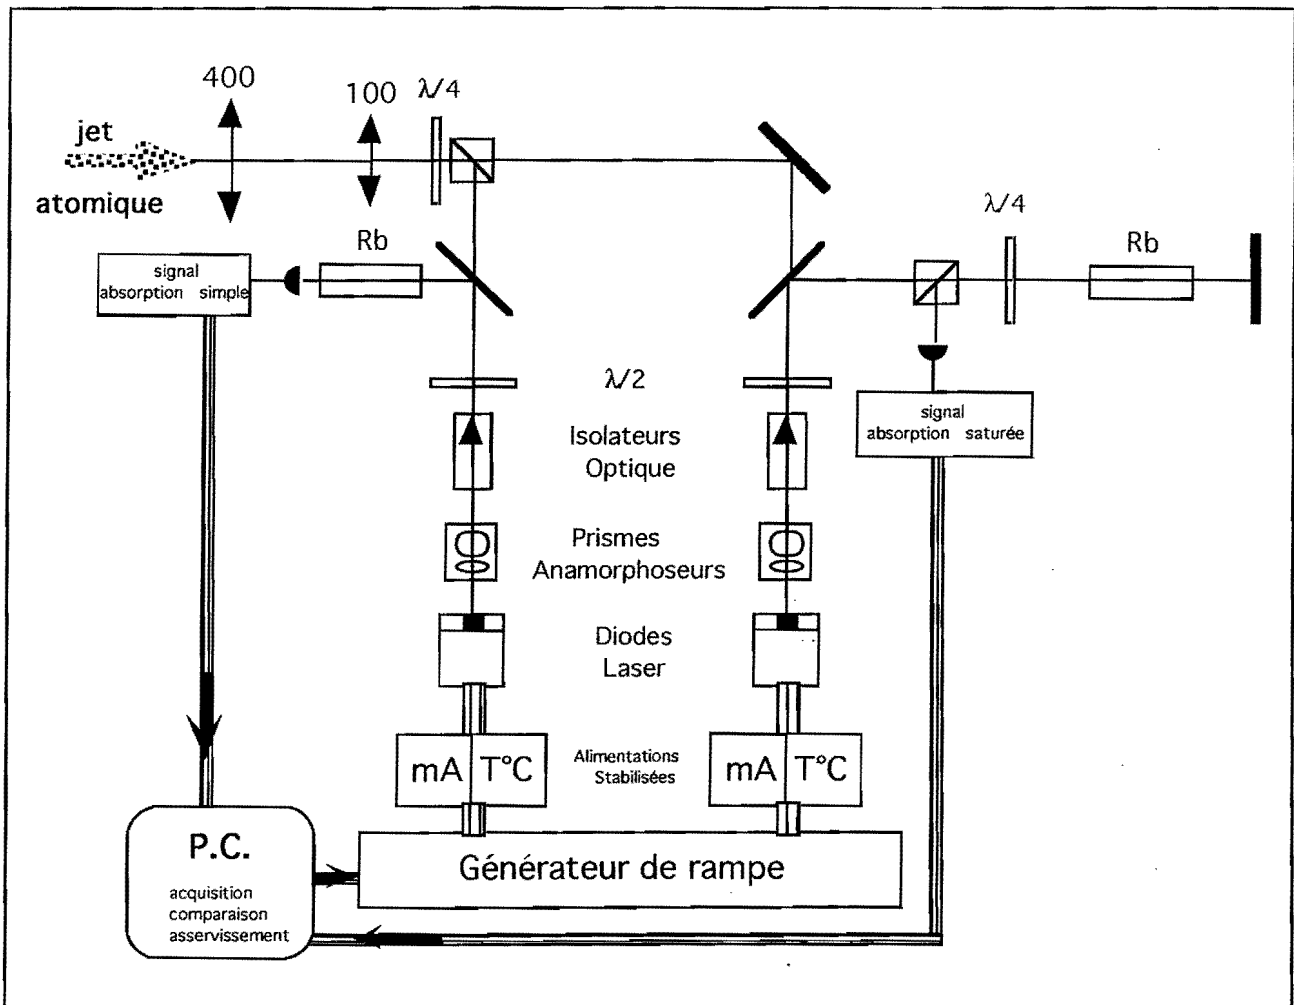 400
100
λ/4
jet
atomique
λ/4
Rb
Rb
signal
absorption simple
λ/2
signal
absorption saturée
Isolateurs
Optique
Prismes
Anamorphoseurs
Diodes
Laser
mA
T°C
Alimentations
Stabilisées
mA
T°C
P.C.
acquisition
comparaison
asservissement
Générateur de rampe